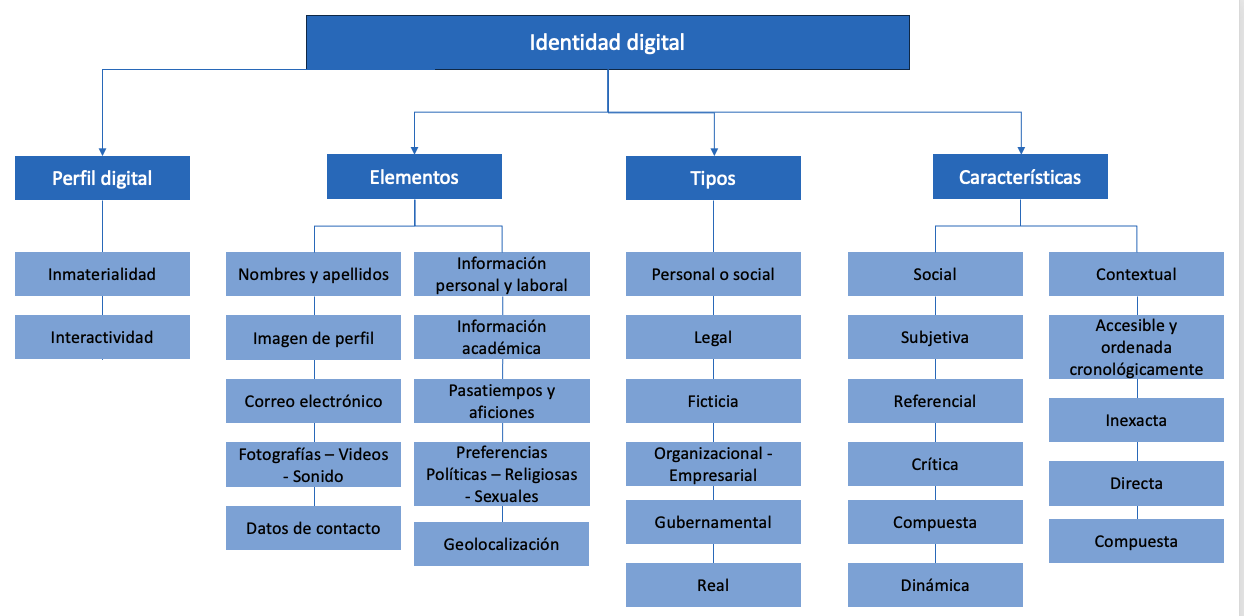 Identidad digital
Perfil digital
Inmaterialidad
Interactividad
Elementos
Nombres y apellidos
Imagen de perfil
Correo electrónico
Fotografías – Videos
- Sonido
Datos de contacto
Información
personal y laboral
Información
académica
Pasatiempos y
aficiones
Preferencias
Políticas – Religiosas
- Sexuales
Geolocalización
Tipos
Personal o social
Legal
Ficticia
Organizacional -
Empresarial
Gubernamental
Real
Características
Social
Subjetiva
Referencial
Crítica
Compuesta
Dinámica
Contextual
Accesible y
ordenada
cronológicamente
Inexacta
Directa
Compuesta